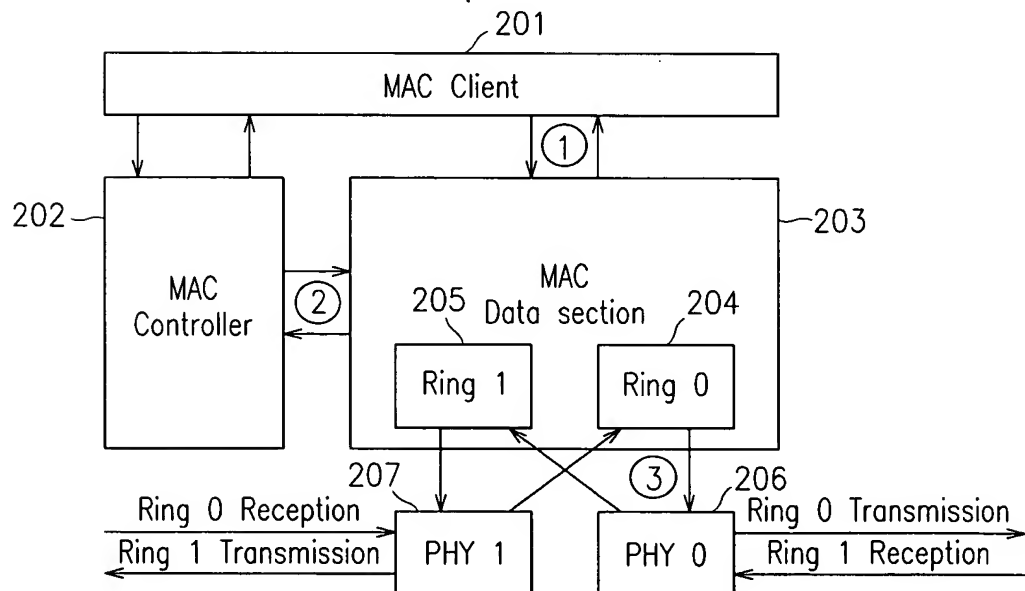 201
MAC Client
1
202
203
MAC
Controller
2
MAC
Data section
205
204
Ring 1
Ring 0
3
207
206
Ring 0 Reception
Ring 0 Transmission
Ring 1 Transmission
PHY 1
PHY 0
Ring 1 Reception